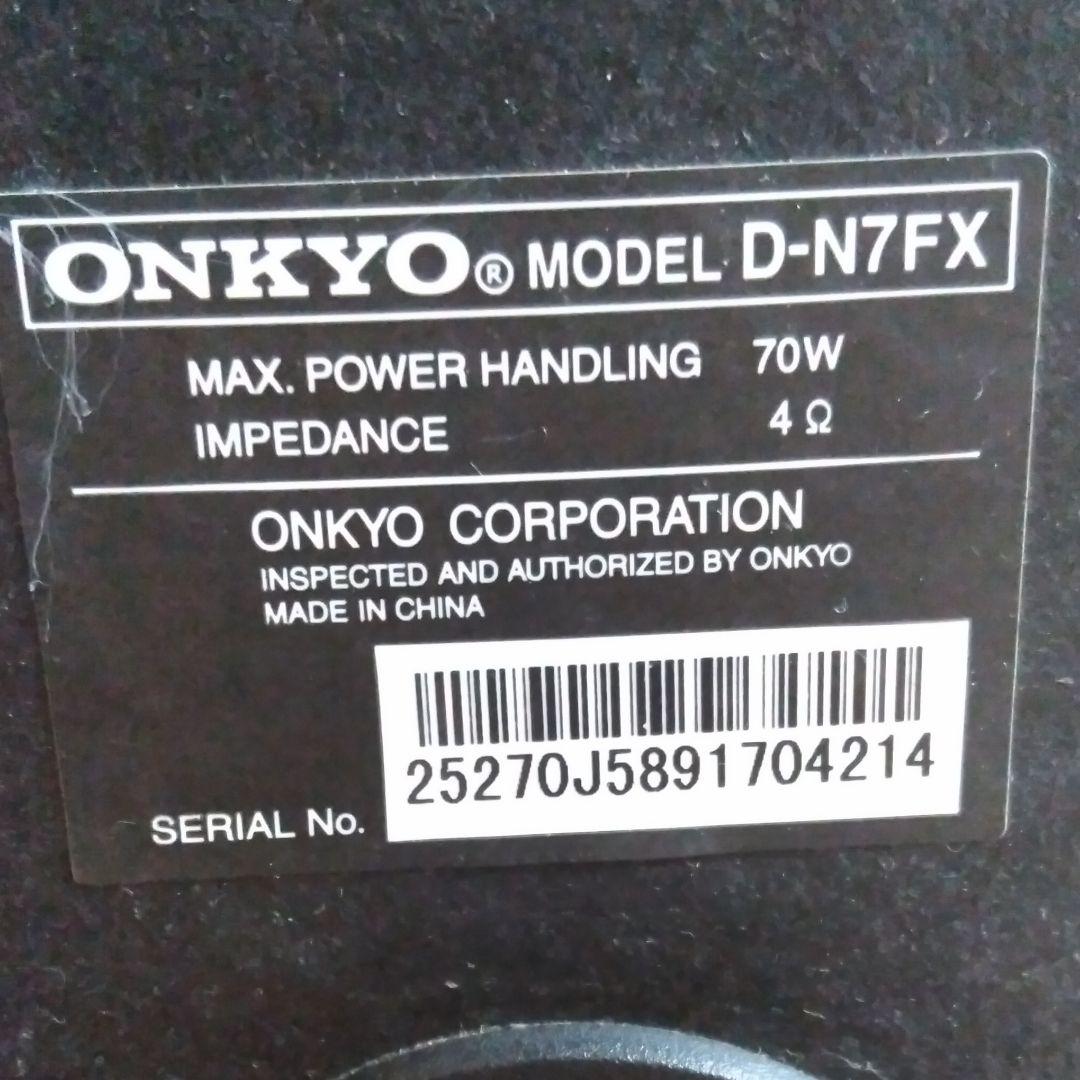 ONKYO® MODEL D-N7FX
MAX. POWER HANDLING 70W
IMPEDANCE 4 Ω
ONKYO CORPORATION
INSPECTED AND AUTHORIZED BY ONKYO
MADE IN CHINA
SERIAL No. 25270J5891704214